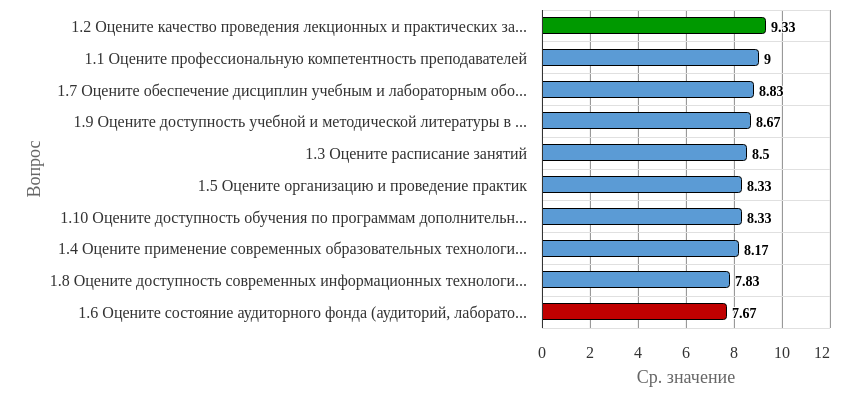 1.2 Оцените качество проведения лекционных и практических за... 9.33
1.1 Оцените профессиональную компетентность преподавателей 9
1.7 Оцените обеспечение дисциплин учебным и лабораторным обо... 8.83
1.9 Оцените доступность учебной и методической литературы в ... 8.67
1.3 Оцените расписание занятий 8.5
1.5 Оцените организацию и проведение практик 8.33
1.10 Оцените доступность обучения по программам дополнительн... 8.33
1.4 Оцените применение современных образовательных технологи... 8.17
1.8 Оцените доступность современных информационных технологи... 7.83
1.6 Оцените состояние аудиторного фонда (аудиторий, лаборато... 7.67
Вопрос
0 2 4 6 8 10 12
Ср. значение